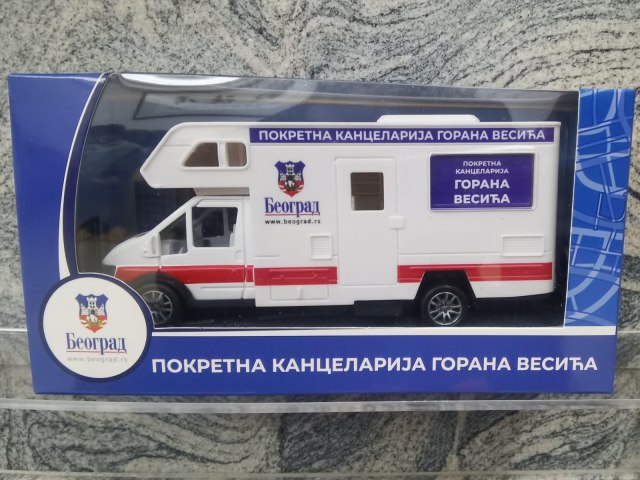 ПОКРЕТНА КАНЦЕЛАРИЈА ГОРАНА ВЕСИЋА
ПОКРЕТНА
КАНЦЕЛАРИЈА
ГОРАНА
ВЕСИЋА
Београд
www.beograd.rs
Београд
www.beograd.rs
ПОКРЕТНА КАНЦЕЛАРИЈА ГОРАНА ВЕСИЋА